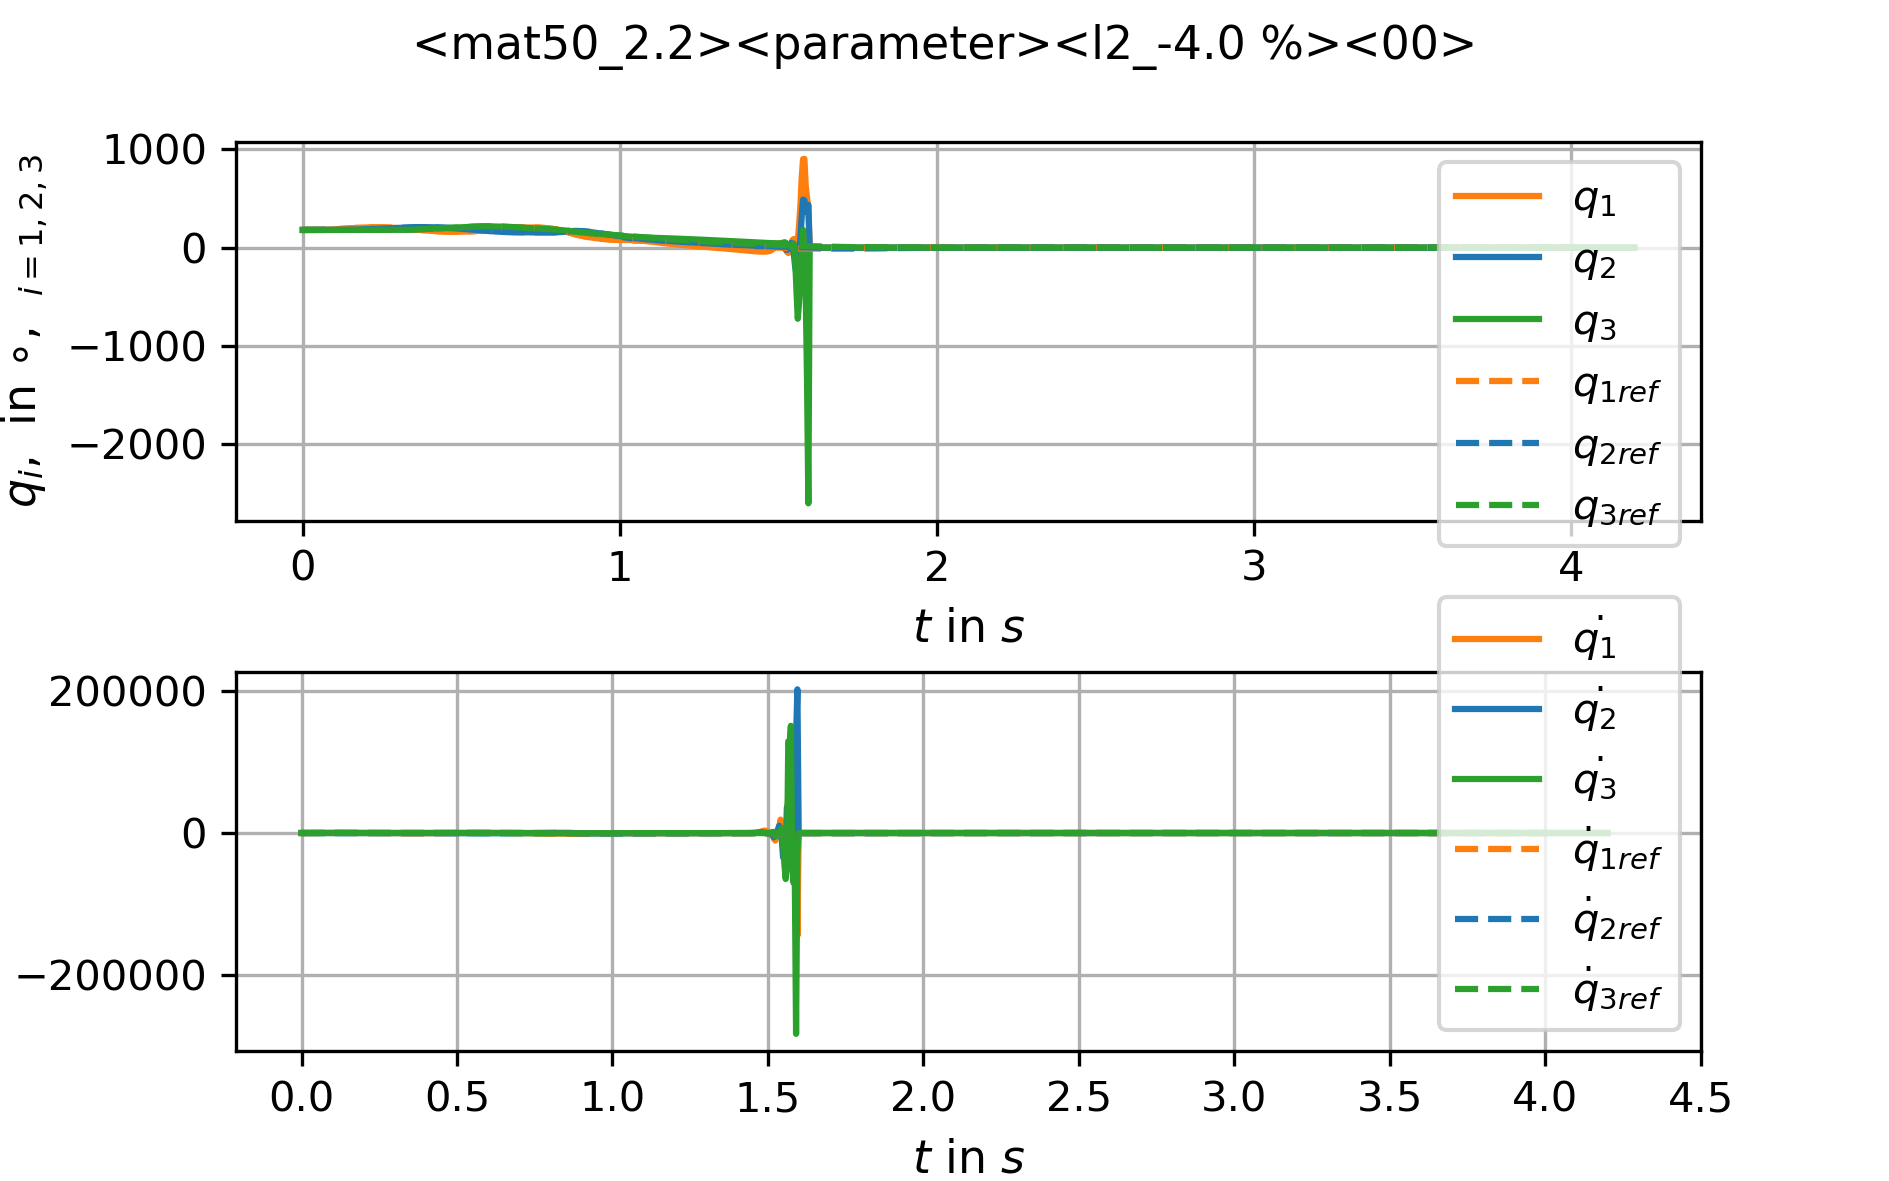 <mat50_2.2><parameter><l2_-4.0 %><00>
q_i, in °, i = 1, 2, 3
1000
0
−1000
−2000
0 1 2 3 4
t in s
q_1
q_2
q_3
q_1ref
q_2ref
q_3ref
200000
0
−200000
0.0 0.5 1.0 1.5 2.0 2.5 3.0 3.5 4.0 4.5
t in s
q̇_1
q̇_2
q̇_3
q̇_1ref
q̇_2ref
q̇_3ref